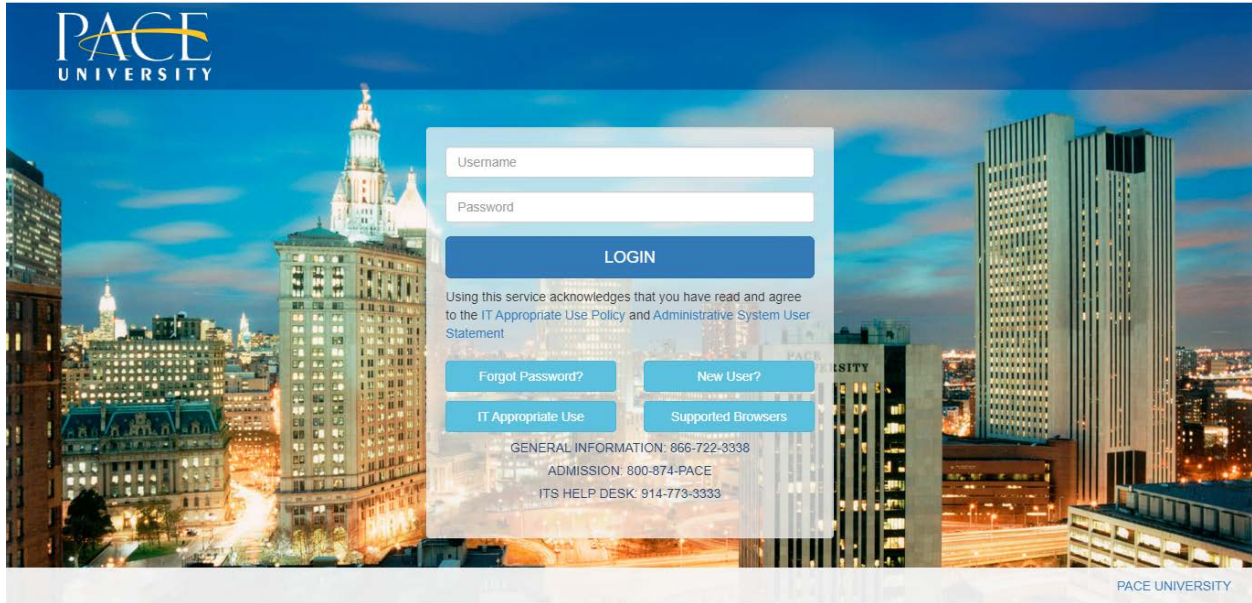 PACE
UNIVERSITY
Username
Password
LOGIN
Using this service acknowledges that you have read and agree
to the IT Appropriate Use Policy and Administrative System User
Statement
Forgot Password?
New User?
IT Appropriate Use
Supported Browsers
GENERAL INFORMATION: 866-722-3338
ADMISSION: 800-874-PACE
ITS HELP DESK: 914-773-3333
PACE UNIVERSITY